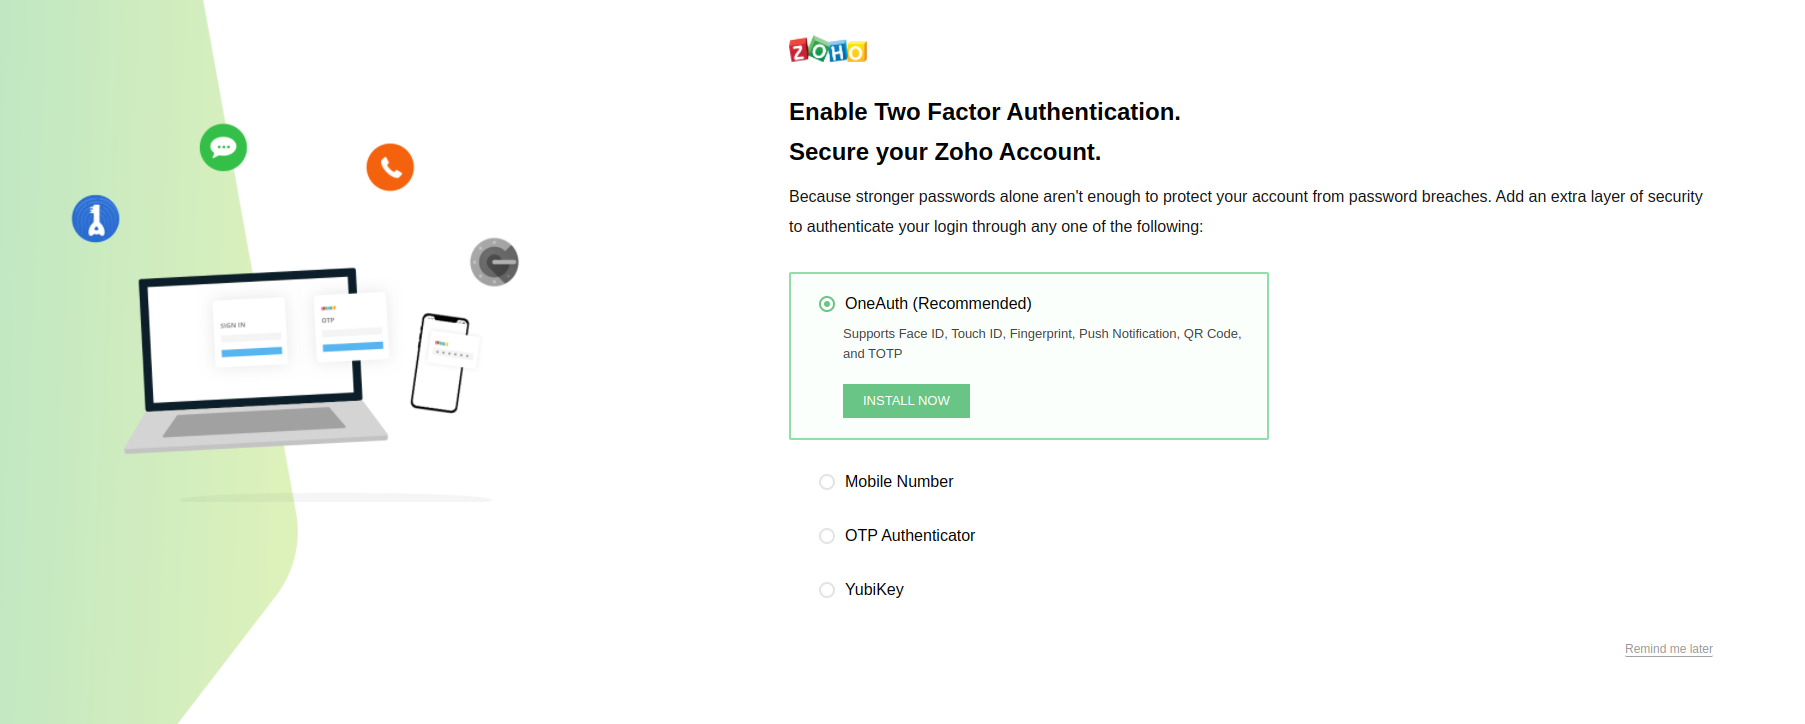 ZOHO
Enable Two Factor Authentication.
Secure your Zoho Account.
Because stronger passwords alone aren't enough to protect your account from password breaches. Add an extra layer of security
to authenticate your login through any one of the following:
SIGN IN
OTP
OneAuth (Recommended)
Supports Face ID, Touch ID, Fingerprint, Push Notification, QR Code,
and TOTP
INSTALL NOW
Mobile Number
OTP Authenticator
YubiKey
Remind me later